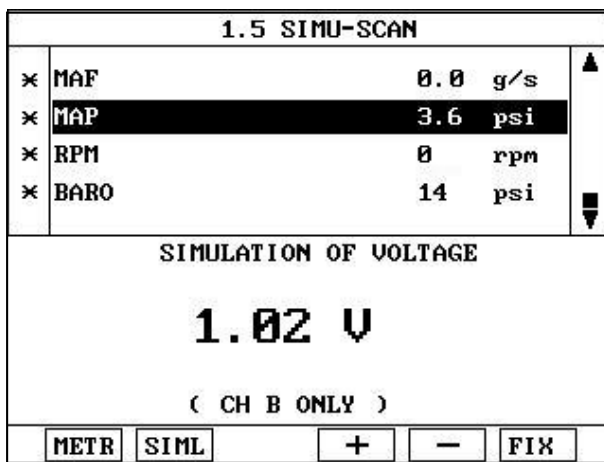 1.5 SIMU-SCAN
* MAF 0.0 g/s
* MAP 3.6 psi
* RPM 0 rpm
* BARO 14 psi
SIMULATION OF VOLTAGE
1.02 V
( CH B ONLY )
METR SIML + - FIX